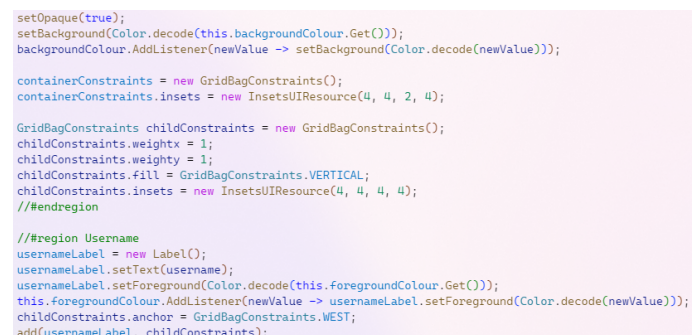 setOpaque(true);
setBackground(Color.decode(this.backgroundColour.Get()));
backgroundColour.AddListener(newValue -> setBackground(Color.decode(newValue)));

containerConstraints = new GridBagConstraints();
containerConstraints.insets = new InsetsUIResource(4, 4, 2, 4);

GridBagConstraints childConstraints = new GridBagConstraints();
childConstraints.weightx = 1;
childConstraints.weighty = 1;
childConstraints.fill = GridBagConstraints.VERTICAL;
childConstraints.insets = new InsetsUIResource(4, 4, 4, 4);
//#endregion

//#region Username
usernameLabel = new Label();
usernameLabel.setText(username);
usernameLabel.setForeground(Color.decode(this.foregroundColour.Get()));
this.foregroundColour.AddListener(newValue -> usernameLabel.setForeground(Color.decode(newValue)));
childConstraints.anchor = GridBagConstraints.WEST;
add(usernameLabel, childConstraints);